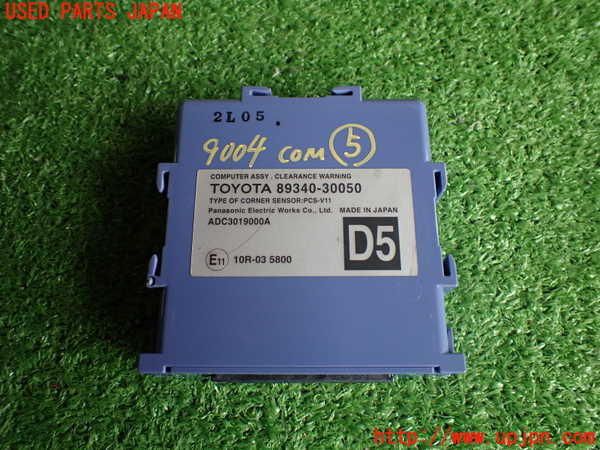 USED PARTS JAPAN
2L05.
9004 COM 5
COMPUTER ASSY. CLEARANCE WARNING
TOYOTA 89340-30050
TYPE OF CORNER SENSOR:PCS-V11
Panasonic Electric Works Co., Ltd. MADE IN JAPAN
ADC3019000A
D5
E11 10R-03 5800
(C) http://www.upjpn.com